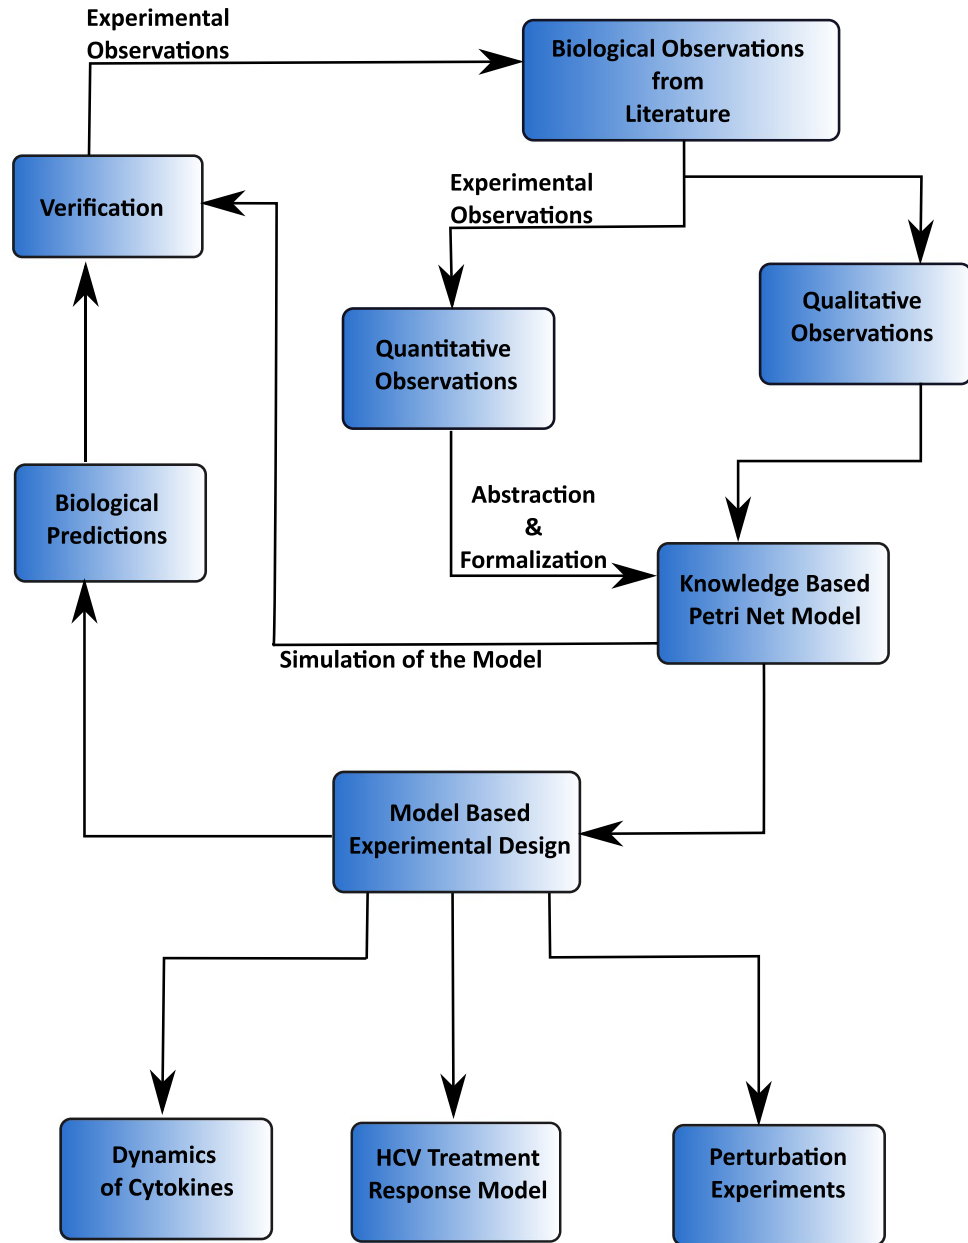 Experimental
Observations
Biological Observations
from
Literature
Verification
Experimental
Observations
Qualitative
Observations
Quantitative
Observations
Biological
Predictions
Abstraction
&
Formalization
Knowledge Based
Petri Net Model
Simulation of the Model
Model Based
Experimental Design
Dynamics
of Cytokines
HCV Treatment
Response Model
Perturbation
Experiments